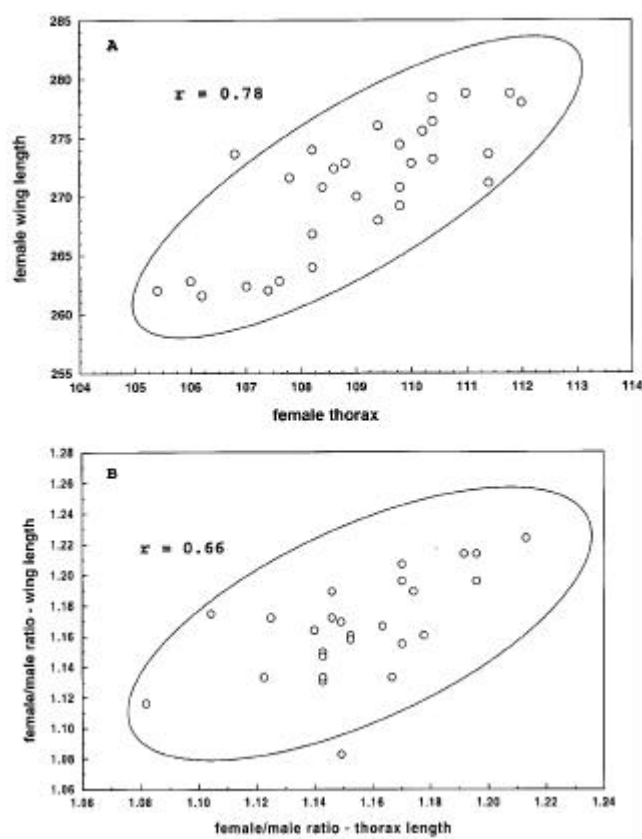 A
r = 0.78
female wing length
285
280
275
270
265
260
255
104 105 106 107 108 109 110 111 112 113 114
female thorax
B
r = 0.66
female/male ratio - wing length
1.28
1.24
1.22
1.20
1.18
1.16
1.14
1.12
1.10
1.08
1.06
1.06 1.08 1.10 1.12 1.14 1.16 1.18 1.20 1.22 1.24
female/male ratio - thorax length